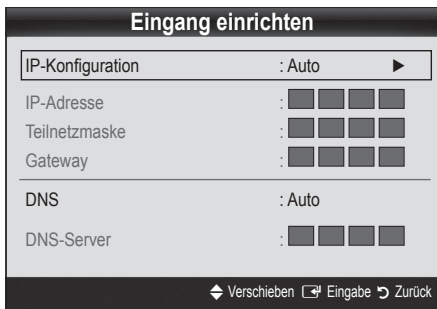 Eingang einrichten
IP-Konfiguration : Auto ►
IP-Adresse :
Teilnetzmaske :
Gateway :
DNS : Auto
DNS-Server :
Verschieben Eingabe Zurück